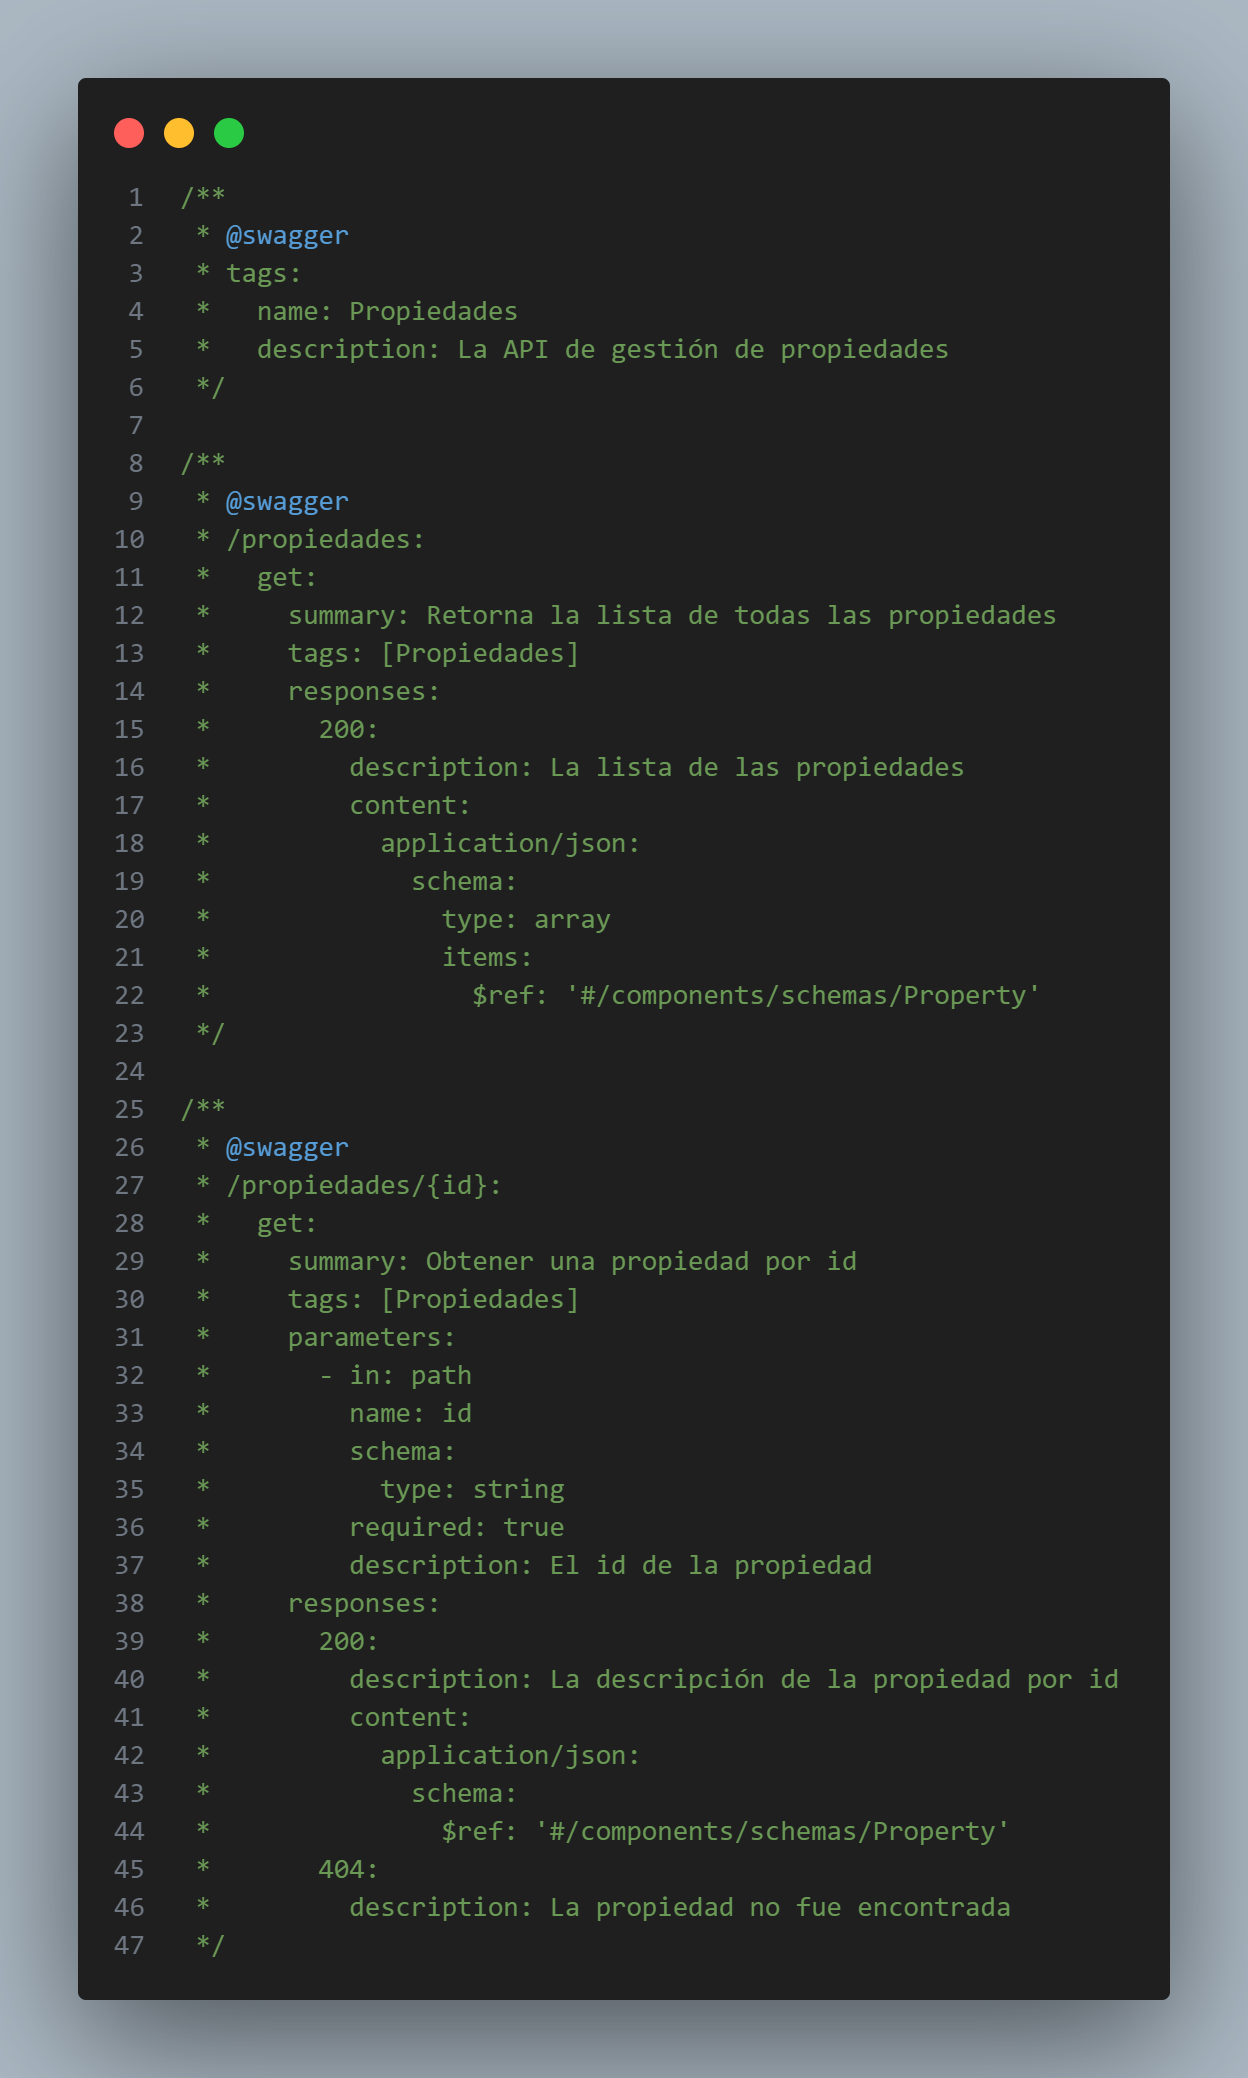 1 /**
2  * @swagger
3  * tags:
4  *   name: Propiedades
5  *   description: La API de gestión de propiedades
6  */
7
8 /**
9  * @swagger
10  * /propiedades:
11  *   get:
12  *     summary: Retorna la lista de todas las propiedades
13  *     tags: [Propiedades]
14  *     responses:
15  *       200:
16  *         description: La lista de las propiedades
17  *         content:
18  *           application/json:
19  *             schema:
20  *               type: array
21  *               items:
22  *                 $ref: '#/components/schemas/Property'
23  */
24
25 /**
26  * @swagger
27  * /propiedades/{id}:
28  *   get:
29  *     summary: Obtener una propiedad por id
30  *     tags: [Propiedades]
31  *     parameters:
32  *       - in: path
33  *         name: id
34  *         schema:
35  *           type: string
36  *         required: true
37  *         description: El id de la propiedad
38  *     responses:
39  *       200:
40  *         description: La descripción de la propiedad por id
41  *         content:
42  *           application/json:
43  *             schema:
44  *               $ref: '#/components/schemas/Property'
45  *       404:
46  *         description: La propiedad no fue encontrada
47  */